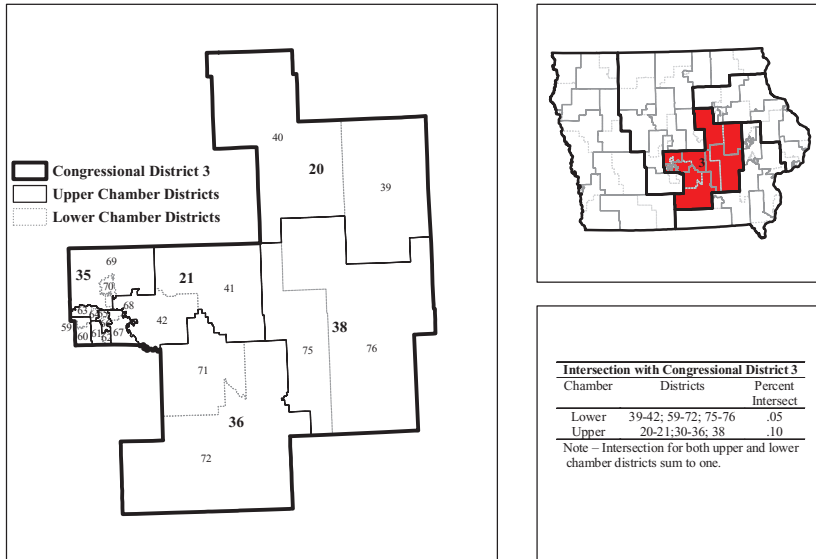 40
20
39
Congressional District 3
Upper Chamber Districts
Lower Chamber Districts
69
35
21
70
41
68
63
42
59
60
61
62
67
38
75
76
71
36
72
3
Intersection with Congressional District 3
Chamber Districts Percent
Intersect
Lower 39-42; 59-72; 75-76 .05
Upper 20-21;30-36; 38 .10
Note – Intersection for both upper and lower
chamber districts sum to one.